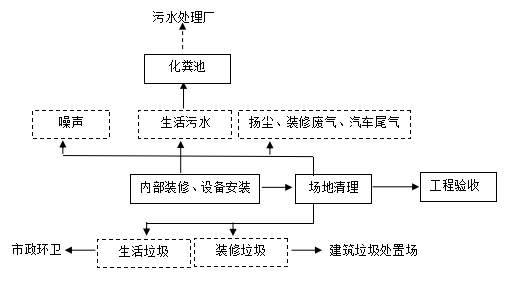 污水处理厂
化粪池
噪声
生活污水
扬尘、装修废气、汽车尾气
内部装修、设备安装
场地清理
工程验收
市政环卫
生活垃圾
装修垃圾
建筑垃圾处置场